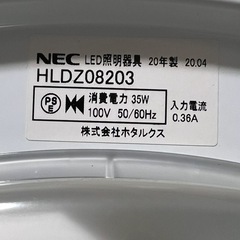 NEC LED照明器具 20年製 20.04
HLDZ08203
PS
E
消費電力 35W
100V 50/60Hz
入力電流
0.36A
株式会社ホタルクス